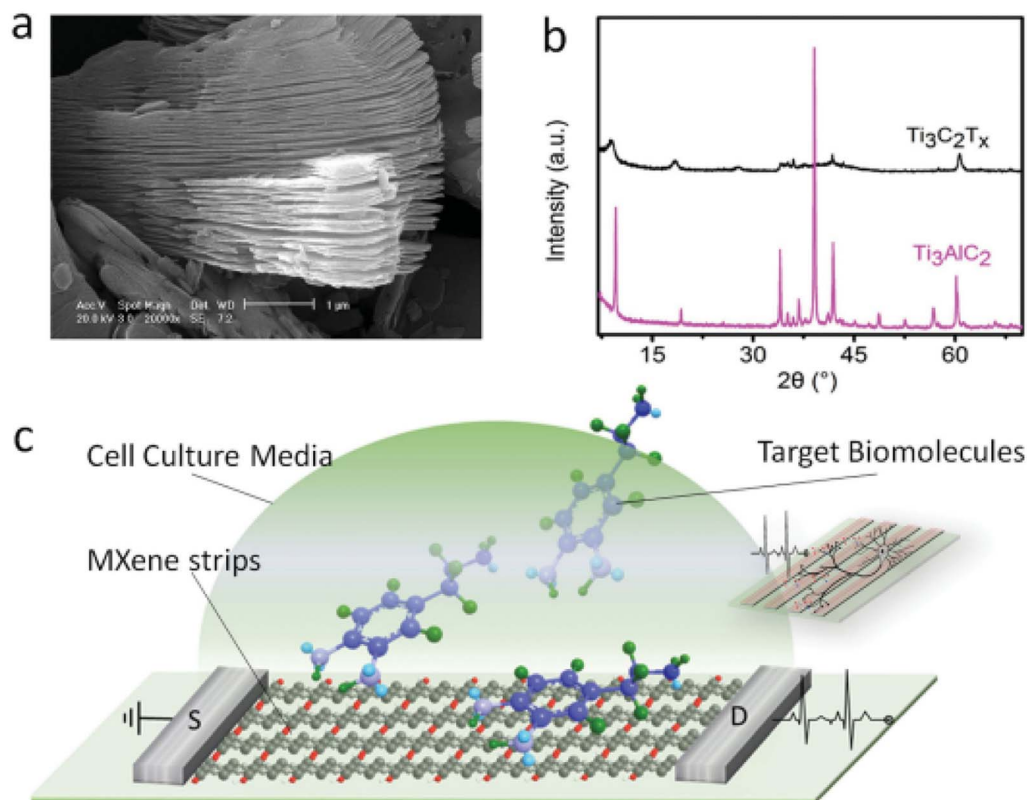 a
Acc.V Spot Magn Det WD 1 μm
20.0 kV 3.0 20000x SE 7.2
b
Intensity (a.u.)
Ti₃C₂Tₓ
Ti₃AlC₂
15 30 45 60
2θ (°)
c
Cell Culture Media
Target Biomolecules
MXene strips
S
D